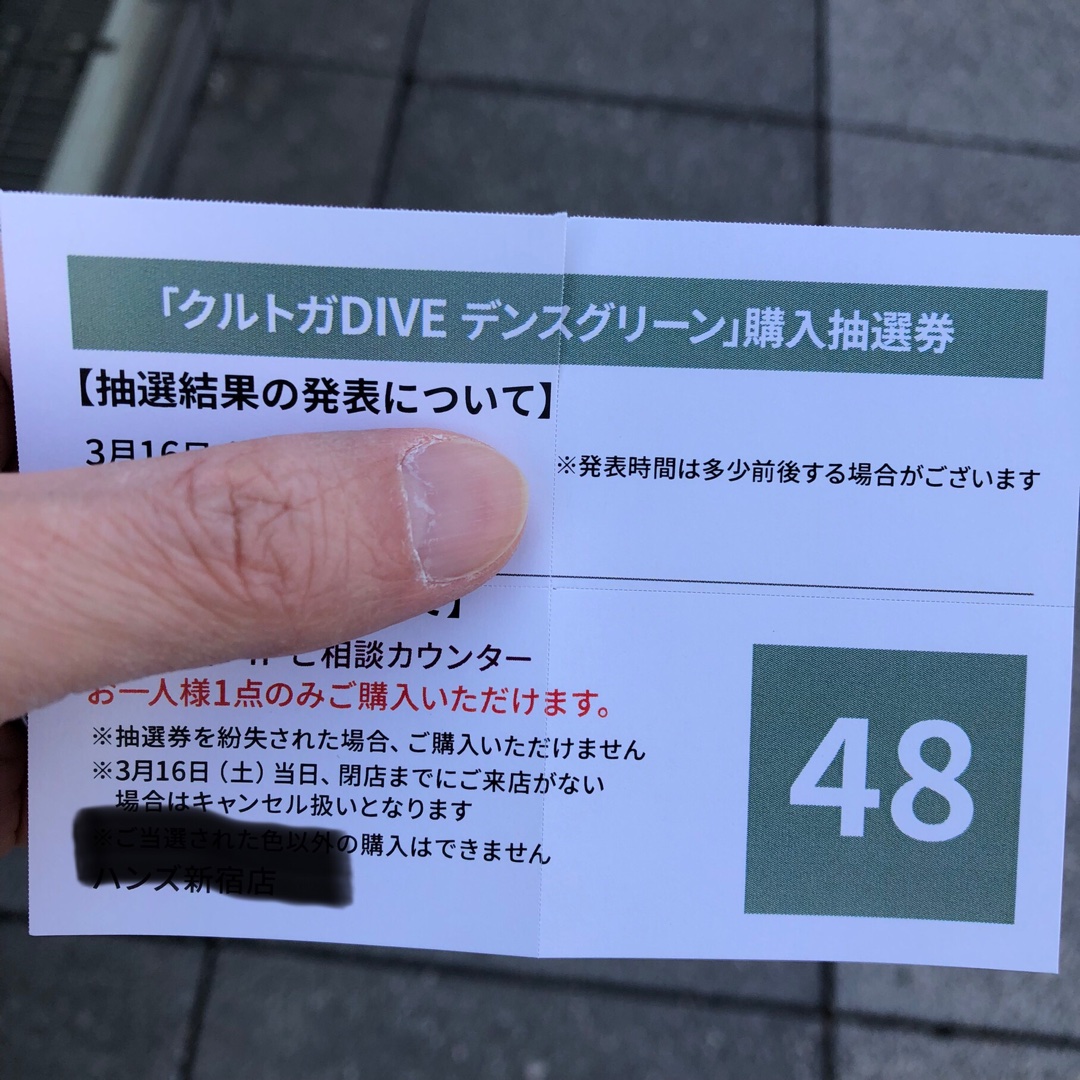 「クルトガDIVE デンスグリーン」購入抽選券
【抽選結果の発表について】
3月16日
※発表時間は多少前後する場合がございます
】
ご相談カウンター
お一人様1点のみご購入いただけます。
48
※抽選券を紛失された場合、ご購入いただけません
※3月16日（土）当日、閉店までにご来店がない
場合はキャンセル扱いとなります
※ご当選された色以外の購入はできません
ハンズ新宿店